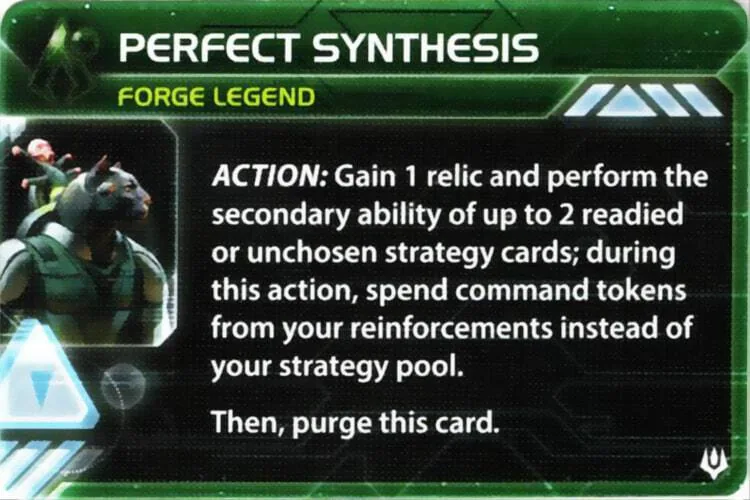 PERFECT SYNTHESIS
FORGE LEGEND
ACTION: Gain 1 relic and perform the
secondary ability of up to 2 readied
or unchosen strategy cards; during
this action, spend command tokens
from your reinforcements instead of
your strategy pool.
Then, purge this card.